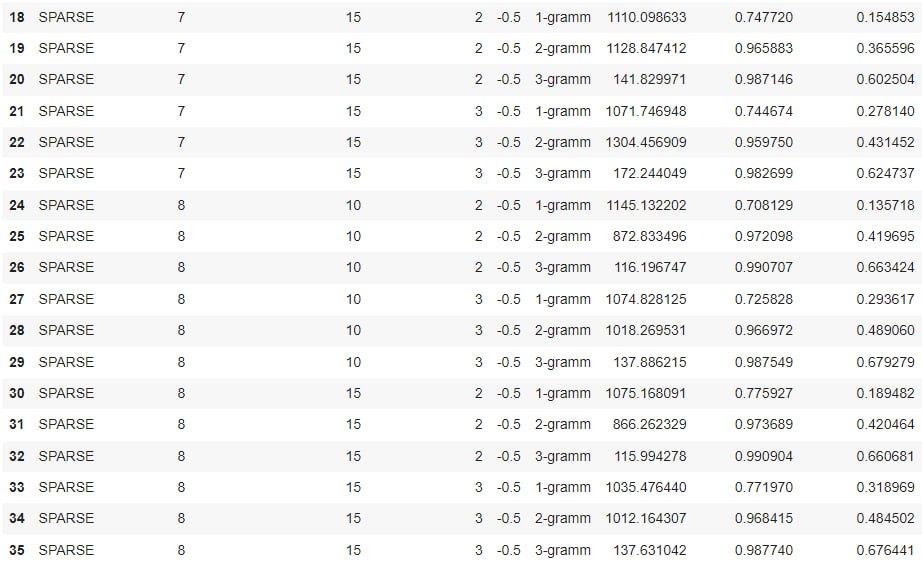 18 SPARSE 7 15 2 -0.5 1-gramm 1110.098633 0.747720 0.154853
19 SPARSE 7 15 2 -0.5 2-gramm 1128.847412 0.965883 0.365596
20 SPARSE 7 15 2 -0.5 3-gramm 141.829971 0.987146 0.602504
21 SPARSE 7 15 3 -0.5 1-gramm 1071.746948 0.744674 0.278140
22 SPARSE 7 15 3 -0.5 2-gramm 1304.456909 0.959750 0.431452
23 SPARSE 7 15 3 -0.5 3-gramm 172.244049 0.982699 0.624737
24 SPARSE 8 10 2 -0.5 1-gramm 1145.132202 0.708129 0.135718
25 SPARSE 8 10 2 -0.5 2-gramm 872.833496 0.972098 0.419695
26 SPARSE 8 10 2 -0.5 3-gramm 116.196747 0.990707 0.663424
27 SPARSE 8 10 3 -0.5 1-gramm 1074.828125 0.725828 0.293617
28 SPARSE 8 10 3 -0.5 2-gramm 1018.269531 0.966972 0.489060
29 SPARSE 8 10 3 -0.5 3-gramm 137.886215 0.987549 0.679279
30 SPARSE 8 15 2 -0.5 1-gramm 1075.168091 0.775927 0.189482
31 SPARSE 8 15 2 -0.5 2-gramm 866.262329 0.973689 0.420464
32 SPARSE 8 15 2 -0.5 3-gramm 115.994278 0.990904 0.660681
33 SPARSE 8 15 3 -0.5 1-gramm 1035.476440 0.771970 0.318969
34 SPARSE 8 15 3 -0.5 2-gramm 1012.164307 0.968415 0.484502
35 SPARSE 8 15 3 -0.5 3-gramm 137.631042 0.987740 0.676441